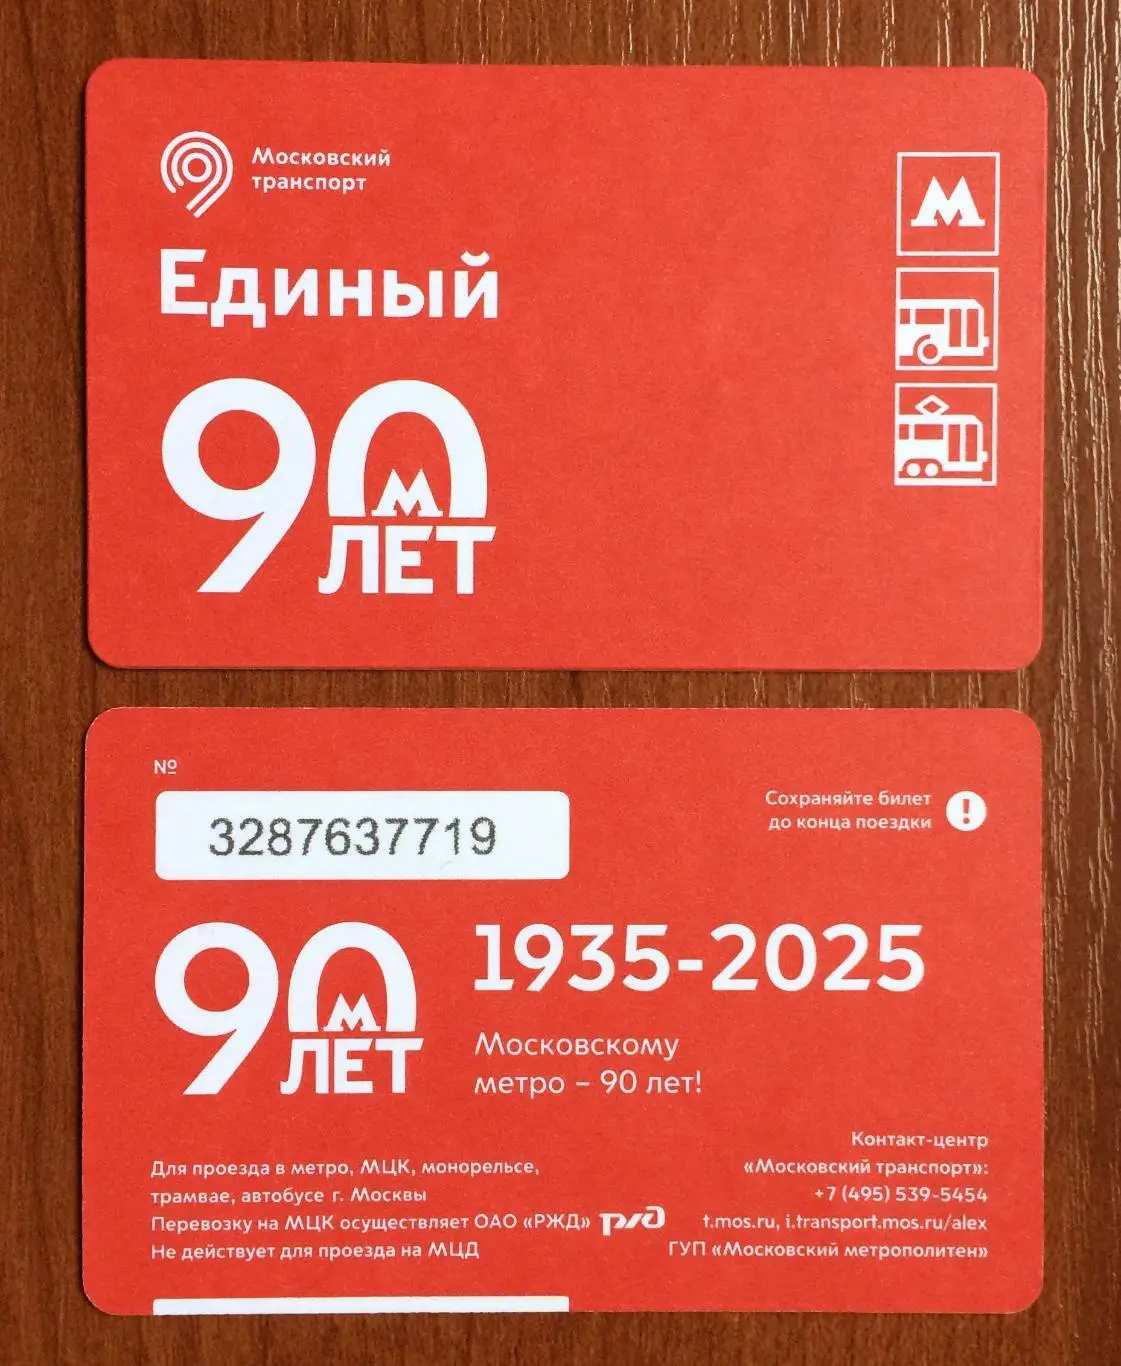 Московский
транспорт
Единый
М
90
М
ЛЕТ
№
3287637719
Сохраняйте билет
до конца поездки
!
90
М
ЛЕТ
1935-2025
Московскому
метро – 90 лет!
Для проезда в метро, МЦК, монорельсе,
трамвае, автобусе г. Москвы
Перевозку на МЦК осуществляет ОАО «РЖД» РЖД
Не действует для проезда на МЦД
Контакт-центр
«Московский транспорт»:
+7 (495) 539-5454
t.mos.ru, i.transport.mos.ru/alex
ГУП «Московский метрополитен»